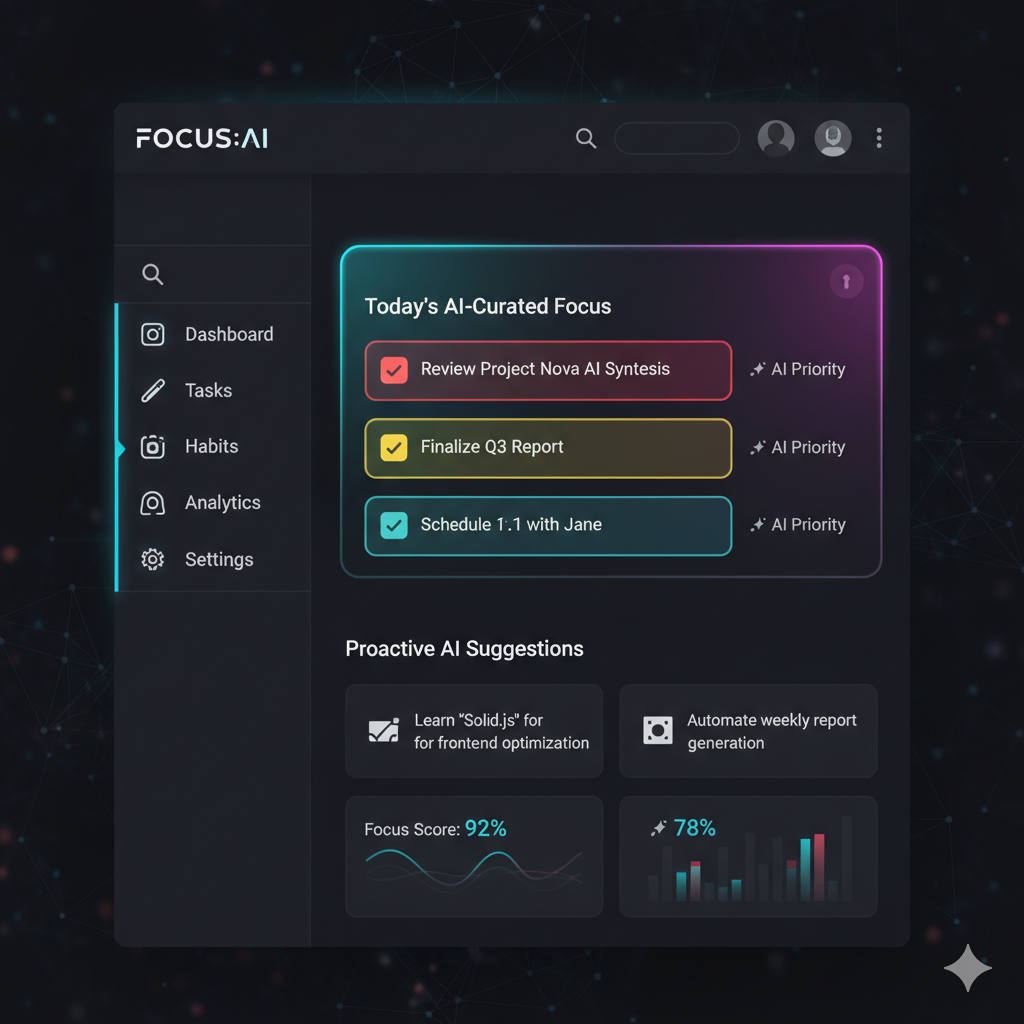 FOCUS:AI
Dashboard
Tasks
Habits
Analytics
Settings
Today's AI-Curated Focus
Review Project Nova AI Syntesis
AI Priority
Finalize Q3 Report
AI Priority
Schedule 1:.1 with Jane
AI Priority
Proactive AI Suggestions
Learn "Solid.js" for
for frontend optimization
Automate weekly report
generation
Focus Score: 92%
78%